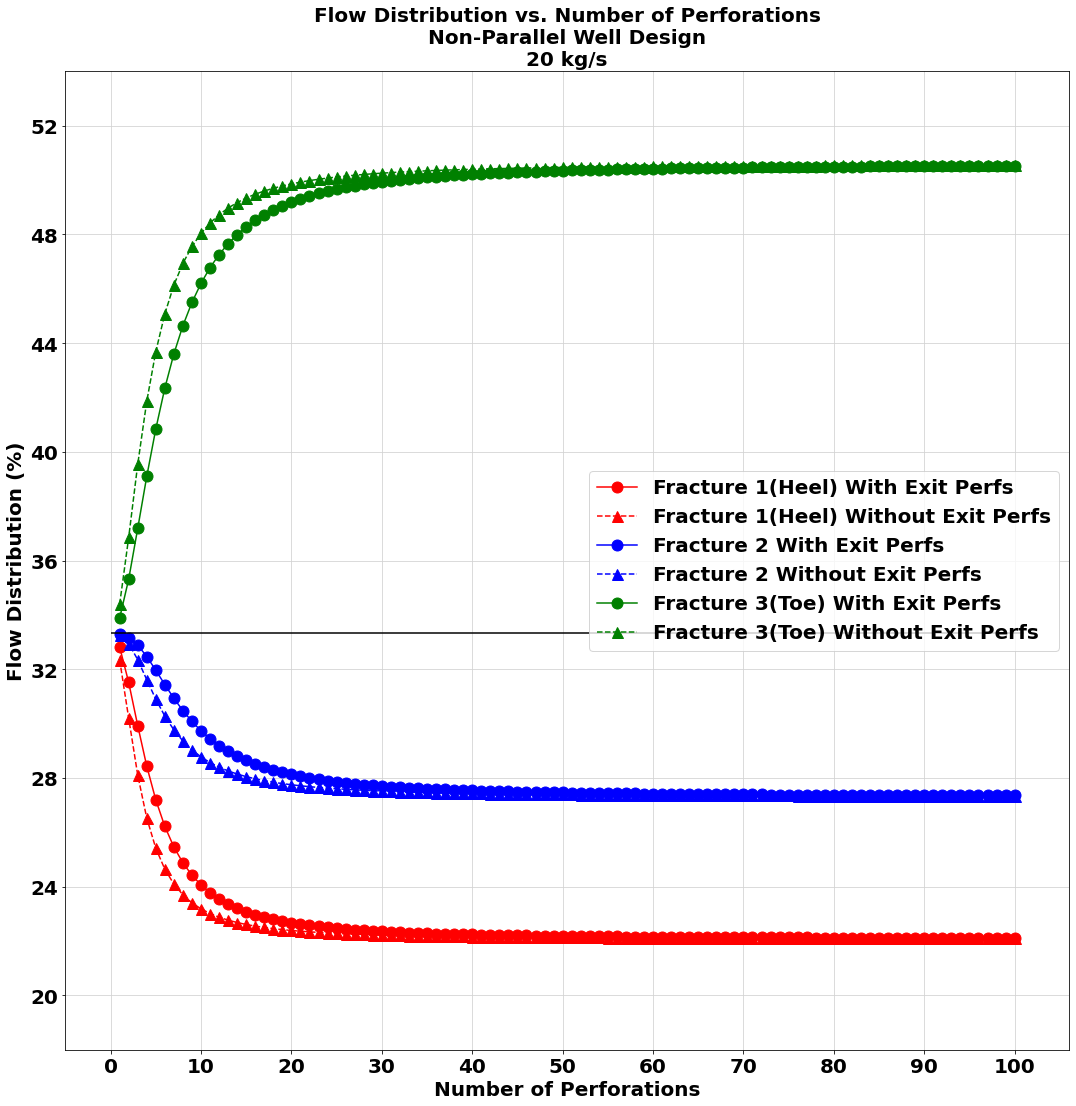 Flow Distribution vs. Number of Perforations
Non-Parallel Well Design
20 kg/s
Flow Distribution (%)
52
48
44
40
36
32
28
24
20
Fracture 1(Heel) With Exit Perfs
Fracture 1(Heel) Without Exit Perfs
Fracture 2 With Exit Perfs
Fracture 2 Without Exit Perfs
Fracture 3(Toe) With Exit Perfs
Fracture 3(Toe) Without Exit Perfs
0 10 20 30 40 50 60 70 80 90 100
Number of Perforations